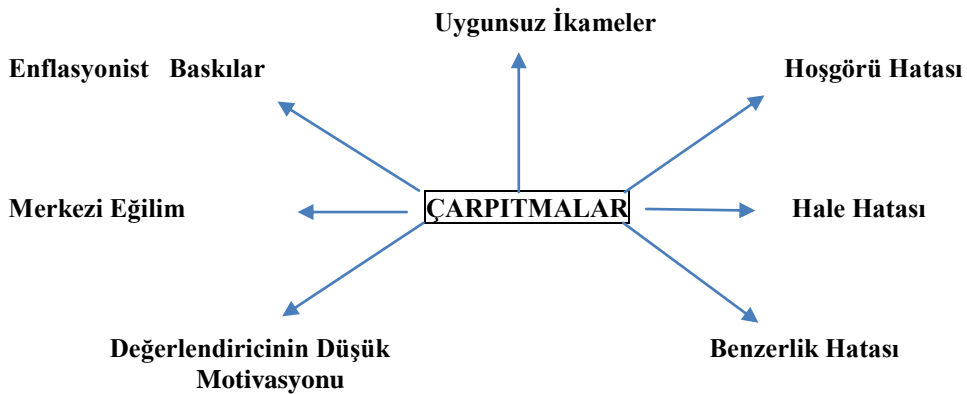 Uygunsuz İkameler
Enflasyonist Baskılar
Hoşgörü Hatası
Merkezi Eğilim
ÇARPITMALAR
Hale Hatası
Değerlendiricinin Düşük
Motivasyonu
Benzerlik Hatası